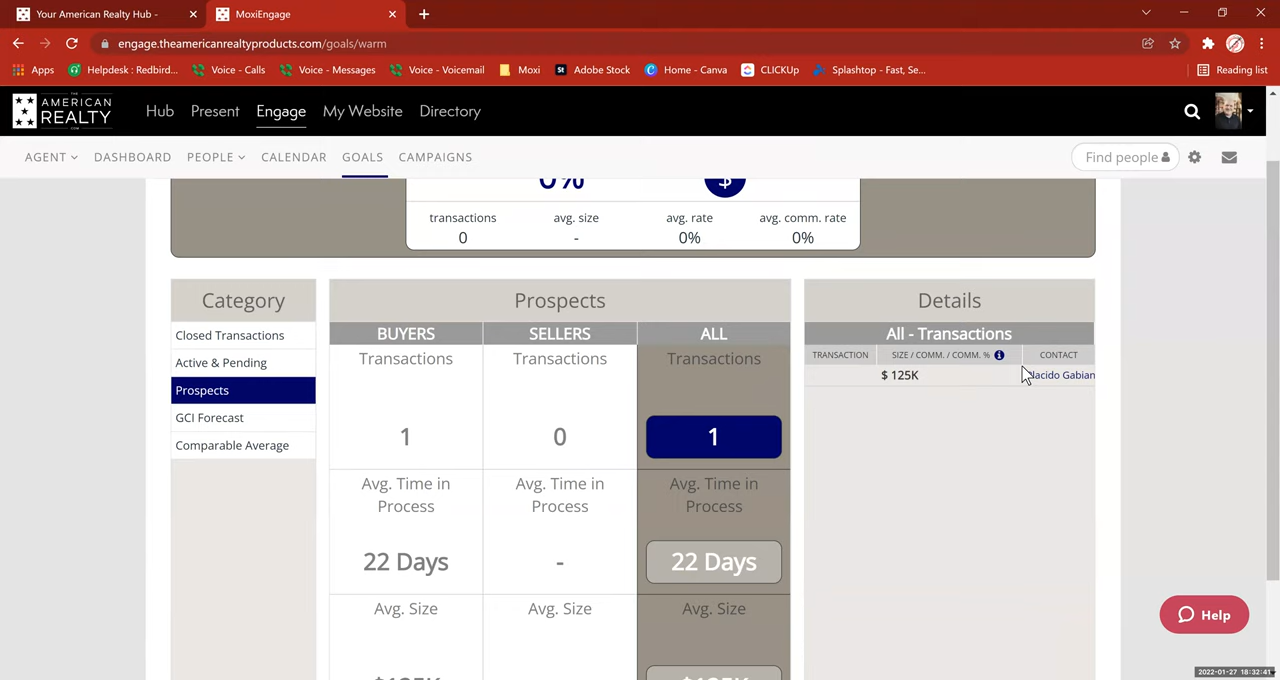 Your American Realty Hub -
MoxiEngage
engage.theamericanrealtyproducts.com/goals/warm
Apps
Helpdesk : Redbird...
Voice - Calls
Voice - Messages
Voice - Voicemail
Moxi
St
Adobe Stock
C
Home - Canva
CLICKUp
Splashtop - Fast, Se...
Reading list
THE
AMERICAN
REALTY
.COM
Hub
Present
Engage
My Website
Directory
AGENT
DASHBOARD
PEOPLE
CALENDAR
GOALS
CAMPAIGNS
Find people
0%
$
transactions
avg. size
avg. rate
avg. comm. rate
0
-
0%
0%
Category
Closed Transactions
Active & Pending
Prospects
GCI Forecast
Comparable Average
Prospects
BUYERS
SELLERS
ALL
Transactions
Transactions
Transactions
1
0
1
Avg. Time in
Process
Avg. Time in
Process
Avg. Time in
Process
22 Days
-
22 Days
Avg. Size
Avg. Size
Avg. Size
Details
All - Transactions
TRANSACTION
SIZE / COMM. / COMM. %
CONTACT
$ 125K
lacido Gabian
Help
2022-01-27 18:32:41